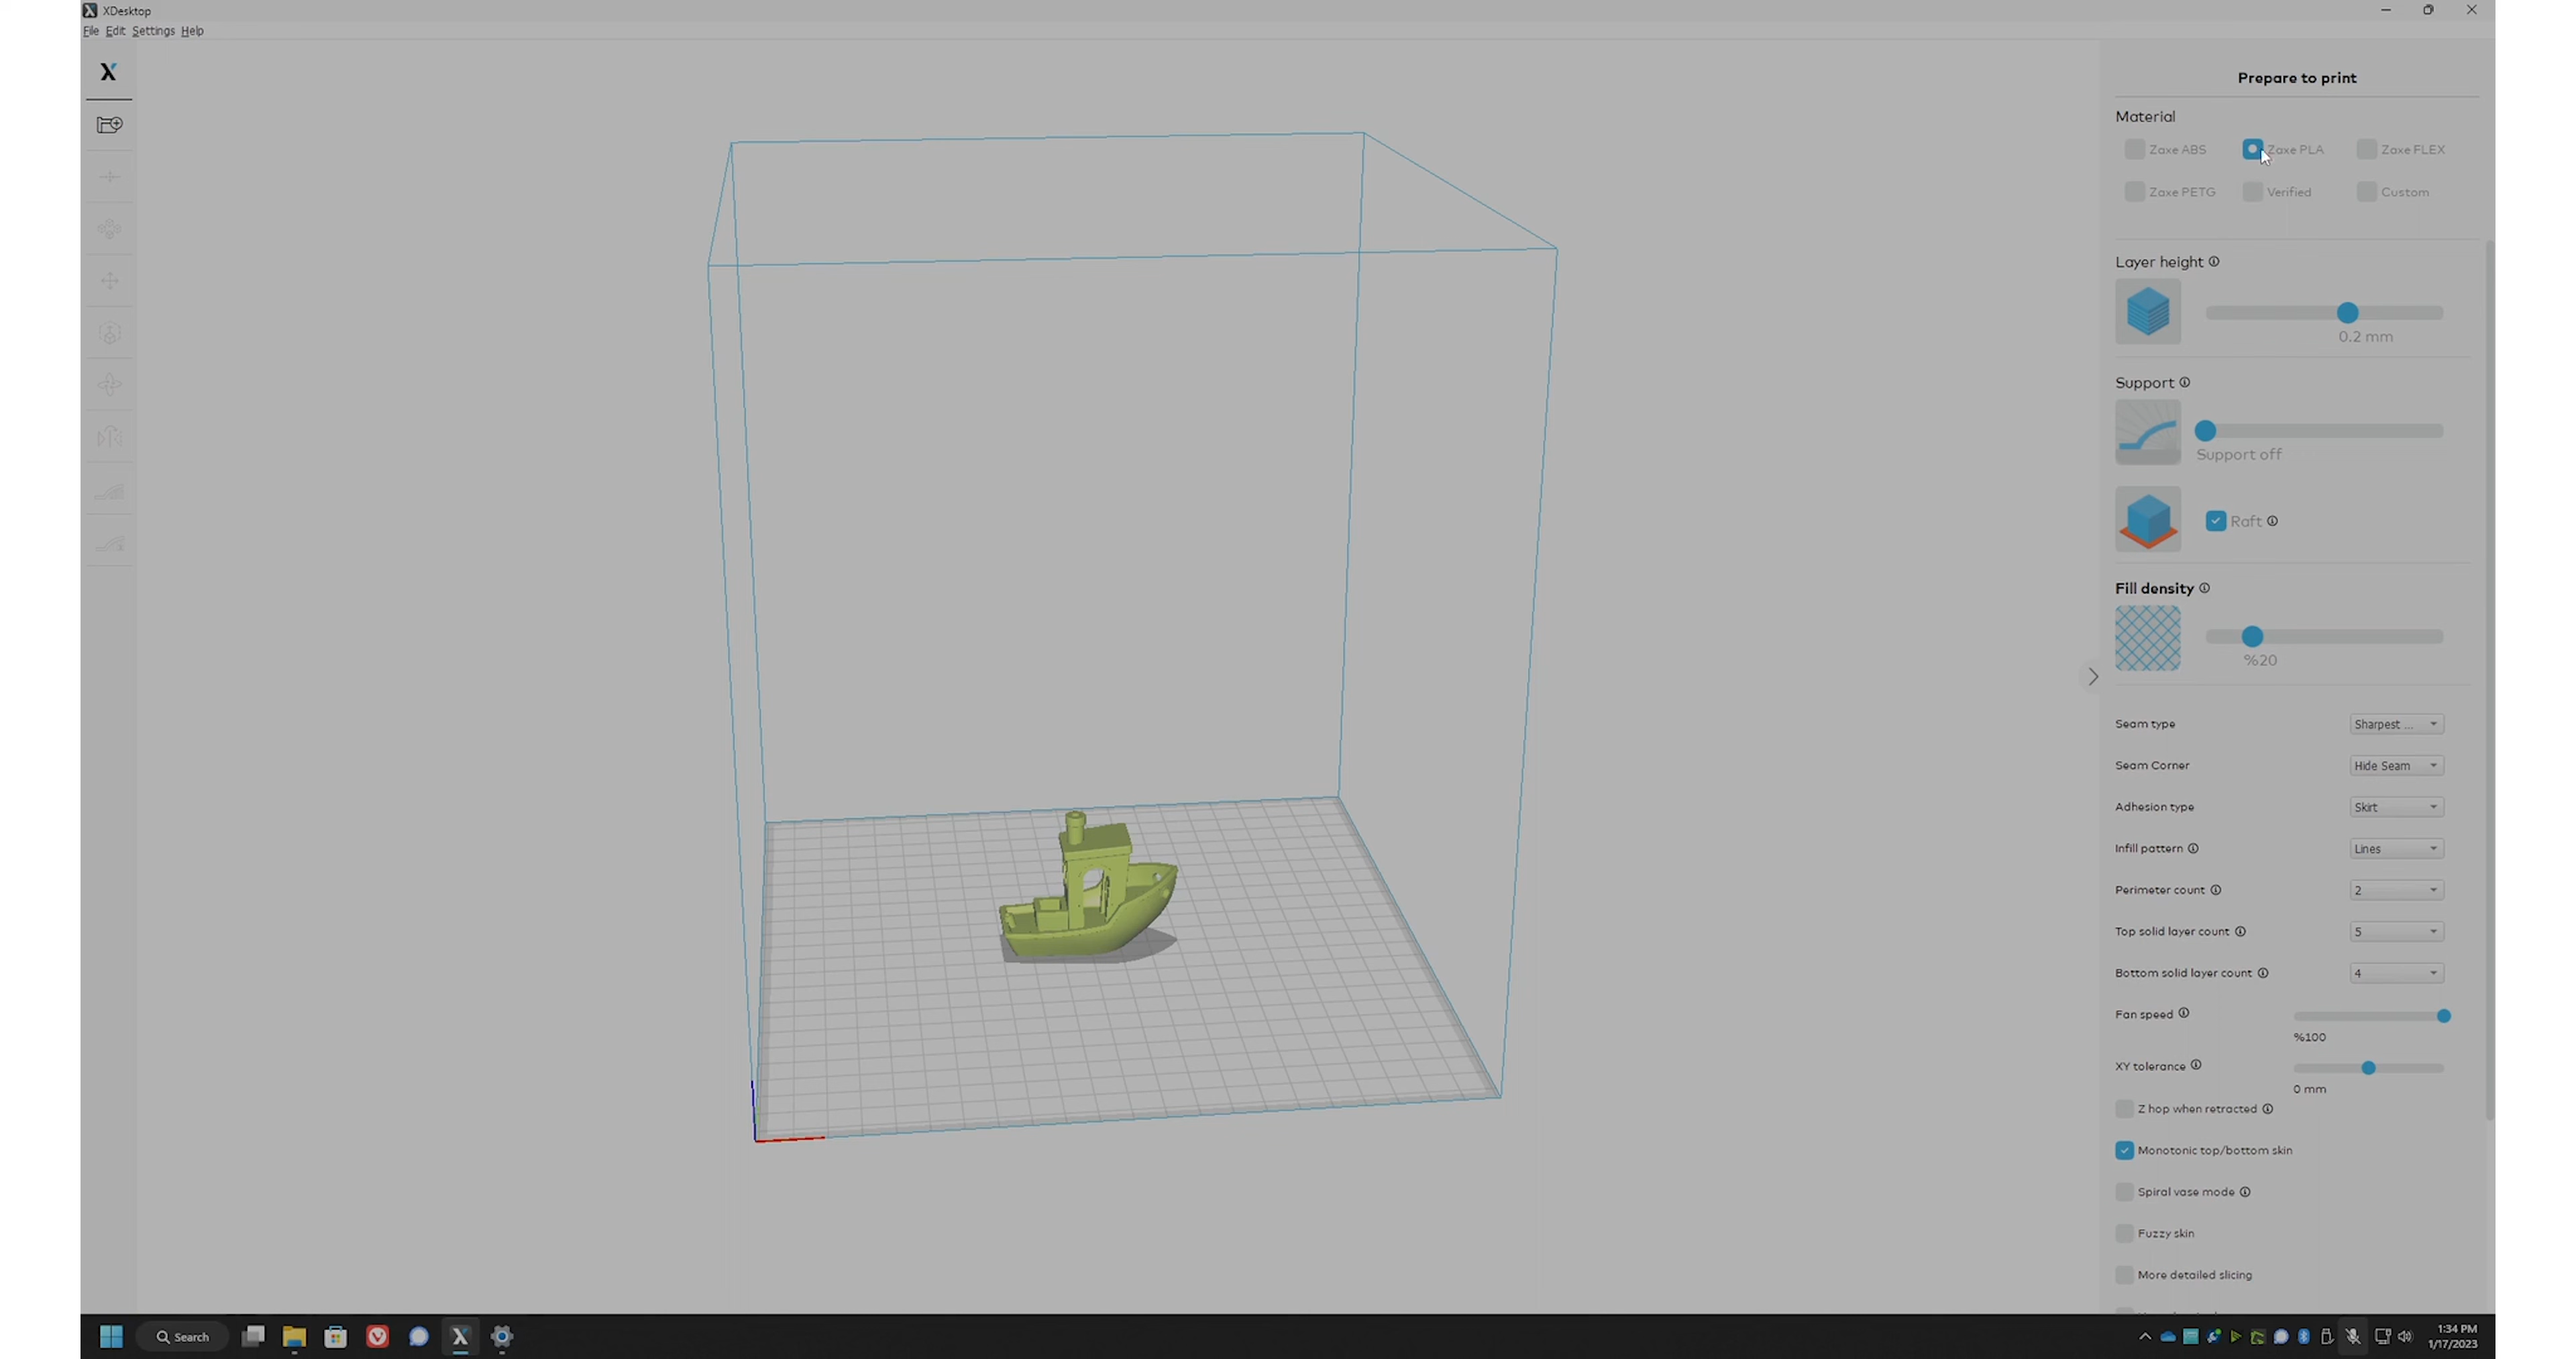 XDesktop
File Edit Settings Help
Prepare to print
Material
Zaxe ABS Zaxe PLA Zaxe FLEX
Zaxe PETG Verified Custom
Layer height
0.2 mm
Support
Support off
Raft
Fill density
%20
Seam type Sharpest ...
Seam Corner Hide Seam
Adhesion type Skirt
Infill pattern Lines
Perimeter count 2
Top solid layer count 5
Bottom solid layer count 4
Fan speed
%100
XY tolerance
0 mm
Z hop when retracted
Monotonic top/bottom skin
Spiral vase mode
Fuzzy skin
More detailed slicing
Search
1:34 PM
1/17/2023